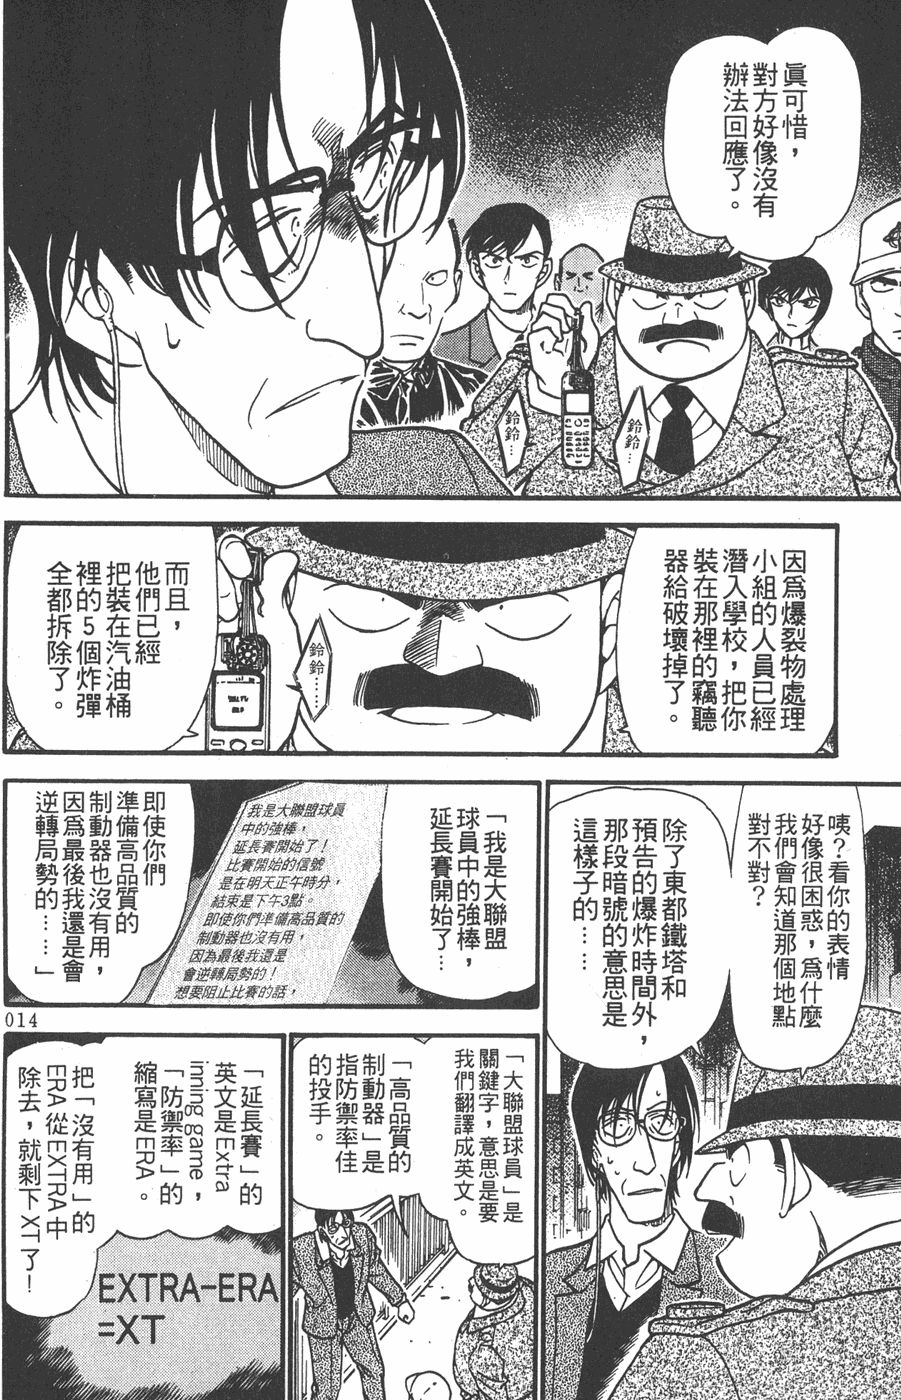 真可惜，
對方好像沒有
辦法回應了。
鈴鈴
鈴鈴…
因為爆裂物處理
小組的人員已經
潛入學校，把你
裝在那裡的竊聽
器給破壞掉了。
鈴鈴……
而且，
他們已經
把裝在汽油桶
裡的5個炸彈
全都拆除了。
咦？看你的表情
好像很困惑，為什麼
我們會知道那個地點
對不對？
除了東都鐵塔和
預告的爆炸時間外，
那段暗號的意思是
這樣子的…
「我是大聯盟
球員中的強棒，
延長賽開始了…
我是大聯盟球員
中的強棒，
延長賽開始了！
比賽開始的信號
是在明天正午時分，
結束是下午3點。
即使你們準備高品質的
制動器也沒有用，
因為最後我還是
會逆轉局勢的！
想要阻止比賽的話，
即使你們
準備高品質的
制動器也沒有用，
因為最後我還是會
逆轉局勢的……」
「大聯盟球員」是
關鍵字，意思是要
我們翻譯成英文。
「高品質的
制動器」是
指防禦率佳
的投手。
「延長賽」的
英文是Extra
inning game，
「防禦率」的
縮寫是ERA。
把「沒有用」的
ERA從EXTRA中
除去，就剩下XT了！
EXTRA-ERA
=XT
014